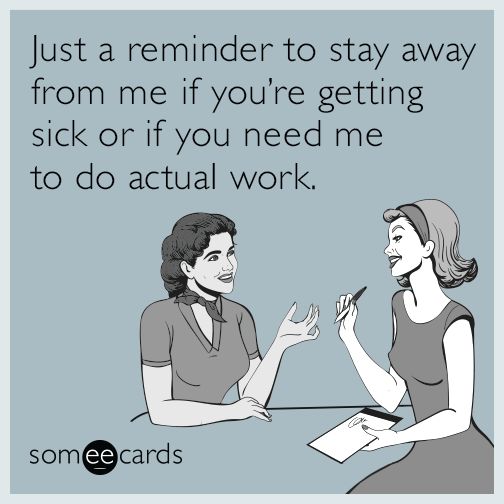 Just a reminder to stay away
from me if you're getting
sick or if you need me
to do actual work.
someecards